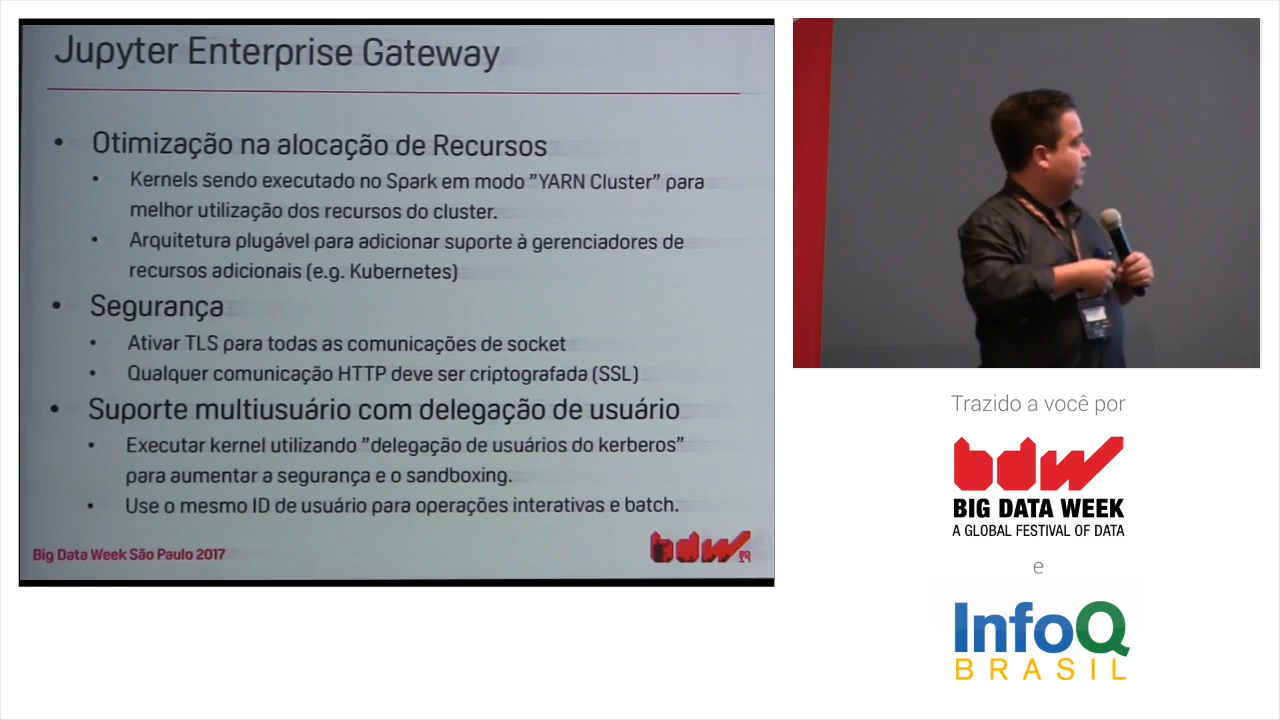 Jupyter Enterprise Gateway
• Otimização na alocação de Recursos
• Kernels sendo executado no Spark em modo "YARN Cluster" para
melhor utilização dos recursos do cluster.
• Arquitetura plugável para adicionar suporte à gerenciadores de
recursos adicionais (e.g. Kubernetes)
• Segurança
• Ativar TLS para todas as comunicações de socket
• Qualquer comunicação HTTP deve ser criptografada (SSL)
• Suporte multiusuário com delegação de usuário
• Executar kernel utilizando "delegação de usuários do kerberos"
para aumentar a segurança e o sandboxing.
• Use o mesmo ID de usuário para operações interativas e batch.
Big Data Week São Paulo 2017
bdw
Trazido a você por
bdw
BIG DATA WEEK
A GLOBAL FESTIVAL OF DATA
e
InfoQ
BRASIL